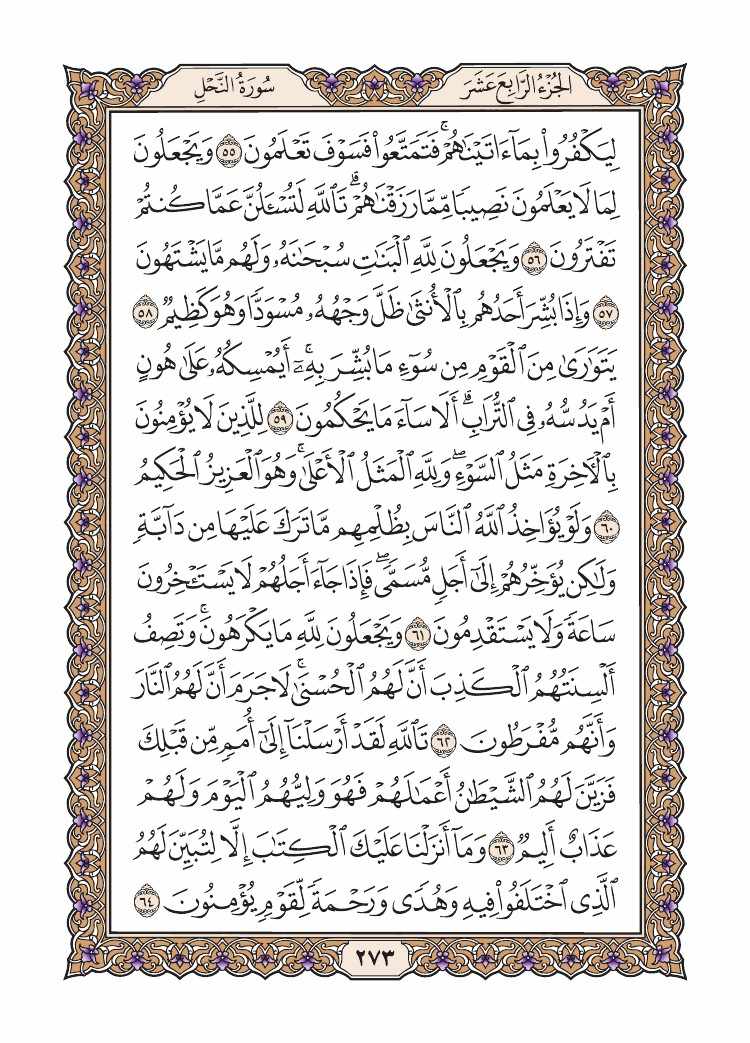 الجُزْءُ الرَّابِعَ عَشَرَ
سُورَةُ النَّحْلِ
لِيَكْفُرُوا۟ بِمَآ ءَاتَيْنَـٰهُمْ ۚ فَتَمَتَّعُوا۟ فَسَوْفَ تَعْلَمُونَ ٥٥ وَيَجْعَلُونَ
لِمَا لَا يَعْلَمُونَ نَصِيبًا مِّمَّا رَزَقْنَـٰهُمْ ۗ تَٱللَّهِ لَتُسْـَٔلُنَّ عَمَّا كُنتُمْ
تَفْتَرُونَ ٥٦ وَيَجْعَلُونَ لِلَّهِ ٱلْبَنَـٰتِ سُبْحَـٰنَهُۥ وَلَهُم مَّا يَشْتَهُونَ
٥٧ وَإِذَا بُشِّرَ أَحَدُهُم بِٱلْأُنثَىٰ ظَلَّ وَجْهُهُۥ مُسْوَدًّا وَهُوَ كَظِيمٌ ٥٨
يَتَوَٰرَىٰ مِنَ ٱلْقَوْمِ مِن سُوٓءِ مَا بُشِّرَ بِهِۦٓ ۚ أَيُمْسِكُهُۥ عَلَىٰ هُونٍ
أَمْ يَدُسُّهُۥ فِى ٱلتُّرَابِ ۗ أَلَا سَآءَ مَا يَحْكُمُونَ ٥٩ لِلَّذِينَ لَا يُؤْمِنُونَ
بِٱلْـَٔاخِرَةِ مَثَلُ ٱلسَّوْءِ ۖ وَلِلَّهِ ٱلْمَثَلُ ٱلْأَعْلَىٰ ۚ وَهُوَ ٱلْعَزِيزُ ٱلْحَكِيمُ
٦٠ وَلَوْ يُؤَاخِذُ ٱللَّهُ ٱلنَّاسَ بِظُلْمِهِم مَّا تَرَكَ عَلَيْهَا مِن دَآبَّةٍ
وَلَـٰكِن يُؤَخِّرُهُمْ إِلَىٰٓ أَجَلٍ مُّسَمًّى ۖ فَإِذَا جَآءَ أَجَلُهُمْ لَا يَسْتَـْٔخِرُونَ
سَاعَةً وَلَا يَسْتَقْدِمُونَ ٦١ وَيَجْعَلُونَ لِلَّهِ مَا يَكْرَهُونَ ۚ وَتَصِفُ
أَلْسِنَتُهُمُ ٱلْكَذِبَ أَنَّ لَهُمُ ٱلْحُسْنَىٰ ۚ لَا جَرَمَ أَنَّ لَهُمُ ٱلنَّارَ
وَأَنَّهُم مُّفْرَطُونَ ٦٢ تَٱللَّهِ لَقَدْ أَرْسَلْنَآ إِلَىٰٓ أُمَمٍ مِّن قَبْلِكَ
فَزَيَّنَ لَهُمُ ٱلشَّيْطَـٰنُ أَعْمَـٰلَهُمْ فَهُوَ وَلِيُّهُمُ ٱلْيَوْمَ وَلَهُمْ
عَذَابٌ أَلِيمٌ ٦٣ وَمَآ أَنزَلْنَا عَلَيْكَ ٱلْكِتَـٰبَ إِلَّا لِتُبَيِّنَ لَهُمُ
ٱلَّذِى ٱخْتَلَفُوا۟ فِيهِ وَهُدًى وَرَحْمَةً لِّقَوْمٍ يُؤْمِنُونَ ٦٤
٢٧٣